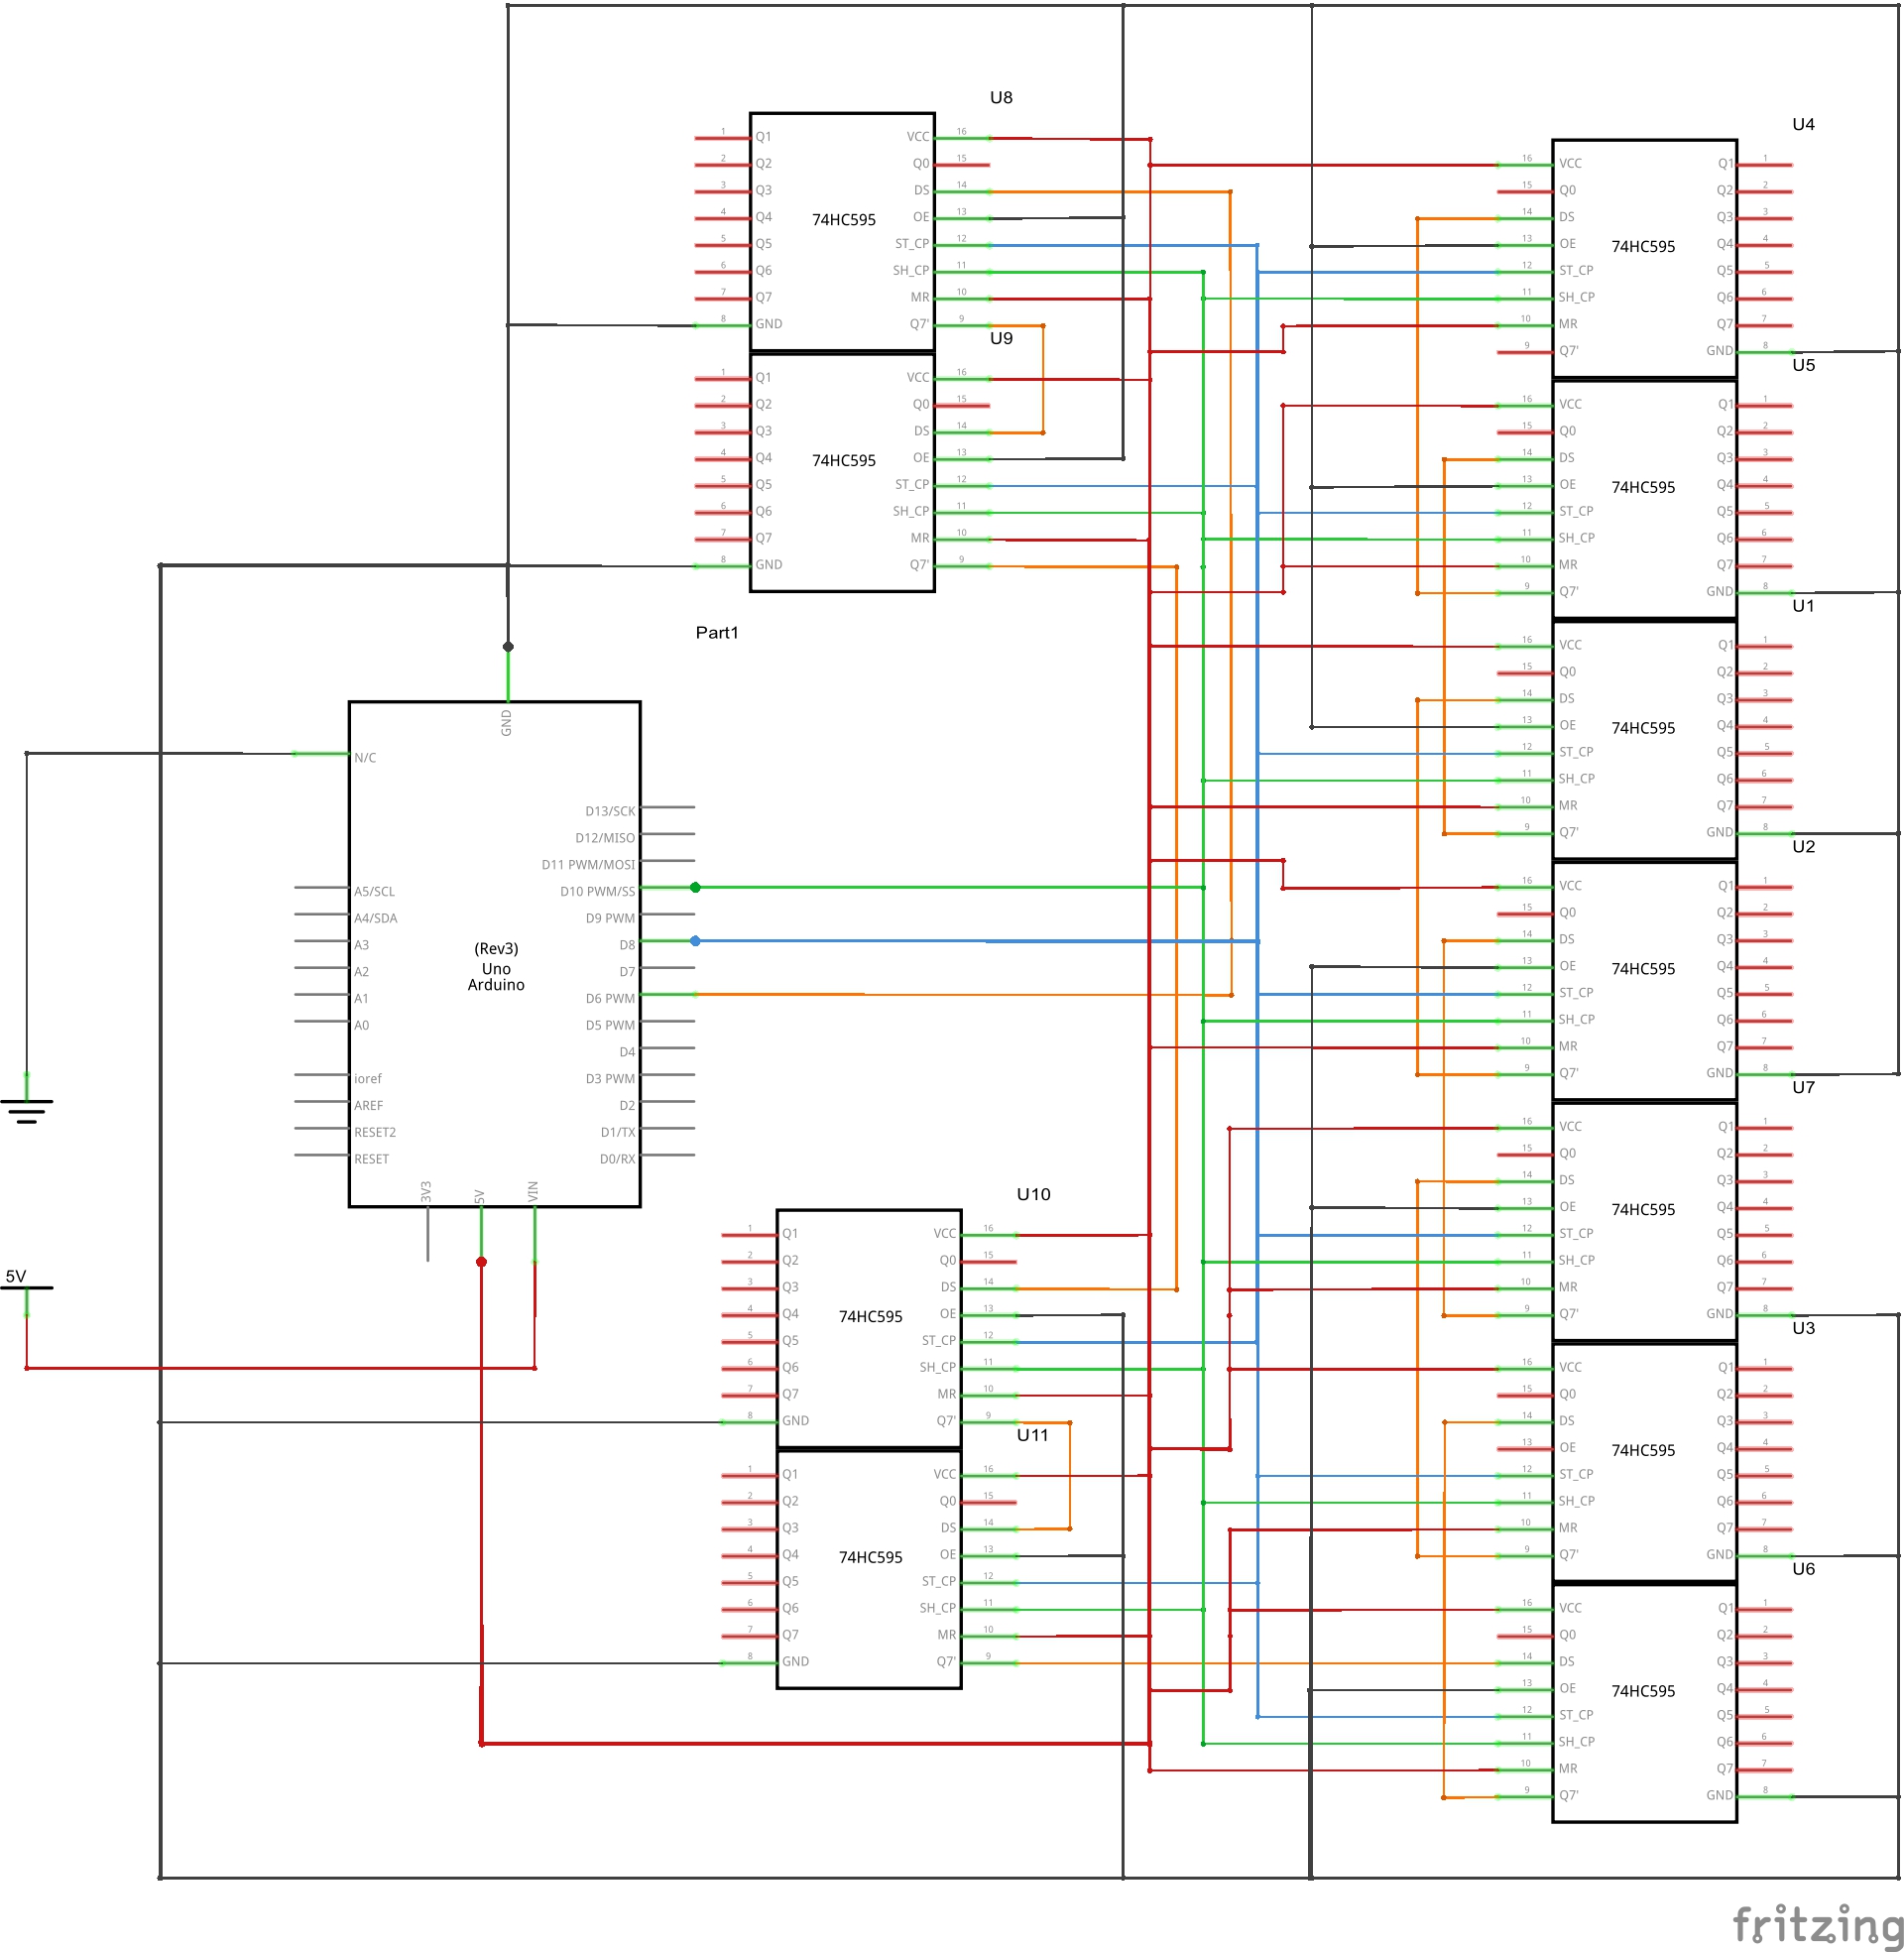 U8
1 Q1 VCC 16
2 Q2 Q0 15
3 Q3 DS 14
4 Q4 74HC595 OE 13
5 Q5 ST_CP 12
6 Q6 SH_CP 11
7 Q7 MR 10
8 GND Q7' 9
U9
1 Q1 VCC 16
2 Q2 Q0 15
3 Q3 DS 14
4 Q4 74HC595 OE 13
5 Q5 ST_CP 12
6 Q6 SH_CP 11
7 Q7 MR 10
8 GND Q7' 9
Part1
GND
N/C
D13/SCK
D12/MISO
D11 PWM/MOSI
A5/SCL D10 PWM/SS
A4/SDA D9 PWM
A3 D8
A2 D7
A1 D6 PWM
A0 D5 PWM
D4
ioref D3 PWM
AREF D2
RESET2 D1/TX
RESET D0/RX
(Rev3)
Uno
Arduino
3V3
5V
VIN
5V
U10
1 Q1 VCC 16
2 Q2 Q0 15
3 Q3 DS 14
4 Q4 74HC595 OE 13
5 Q5 ST_CP 12
6 Q6 SH_CP 11
7 Q7 MR 10
8 GND Q7' 9
U11
1 Q1 VCC 16
2 Q2 Q0 15
3 Q3 DS 14
4 Q4 74HC595 OE 13
5 Q5 ST_CP 12
6 Q6 SH_CP 11
7 Q7 MR 10
8 GND Q7' 9
U4
16 VCC Q1 1
15 Q0 Q2 2
14 DS Q3 3
13 OE 74HC595 Q4 4
12 ST_CP Q5 5
11 SH_CP Q6 6
10 MR Q7 7
9 Q7' GND 8
U5
16 VCC Q1 1
15 Q0 Q2 2
14 DS Q3 3
13 OE 74HC595 Q4 4
12 ST_CP Q5 5
11 SH_CP Q6 6
10 MR Q7 7
9 Q7' GND 8
U1
16 VCC Q1 1
15 Q0 Q2 2
14 DS Q3 3
13 OE 74HC595 Q4 4
12 ST_CP Q5 5
11 SH_CP Q6 6
10 MR Q7 7
9 Q7' GND 8
U2
16 VCC Q1 1
15 Q0 Q2 2
14 DS Q3 3
13 OE 74HC595 Q4 4
12 ST_CP Q5 5
11 SH_CP Q6 6
10 MR Q7 7
9 Q7' GND 8
U7
16 VCC Q1 1
15 Q0 Q2 2
14 DS Q3 3
13 OE 74HC595 Q4 4
12 ST_CP Q5 5
11 SH_CP Q6 6
10 MR Q7 7
9 Q7' GND 8
U3
16 VCC Q1 1
15 Q0 Q2 2
14 DS Q3 3
13 OE 74HC595 Q4 4
12 ST_CP Q5 5
11 SH_CP Q6 6
10 MR Q7 7
9 Q7' GND 8
U6
16 VCC Q1 1
15 Q0 Q2 2
14 DS Q3 3
13 OE 74HC595 Q4 4
12 ST_CP Q5 5
11 SH_CP Q6 6
10 MR Q7 7
9 Q7' GND 8
fritzing